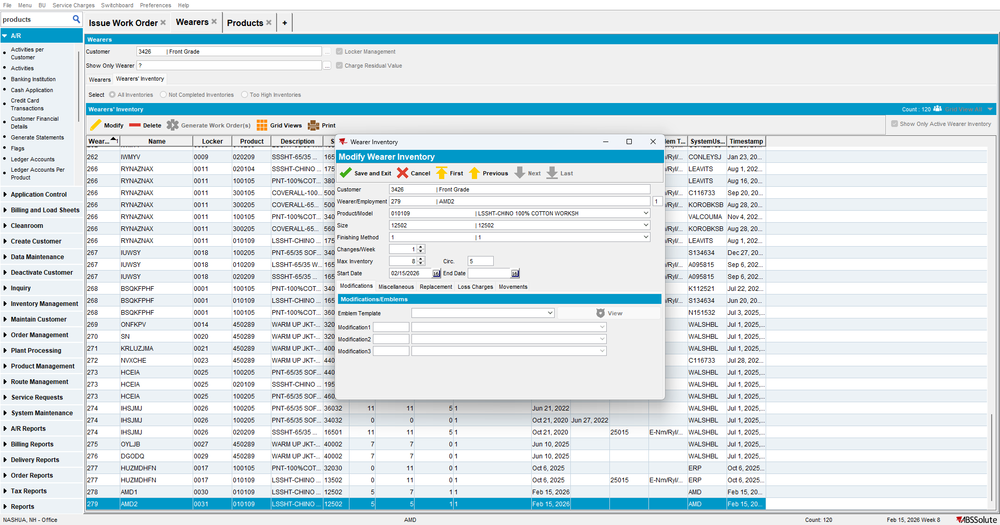 File Menu BU Service Charges Switchboard Preferences Help
products
Issue Work Order Wearers Products +
A/R
Activities per
Customer
Activities
Banking Institution
Cash Application
Credit Card
Transactions
Customer Financial
Details
Generate Statements
Flags
Ledger Accounts
Ledger Accounts Per
Product
Application Control
Billing and Load Sheets
Cleanroom
Create Customer
Data Maintenance
Deactivate Customer
Inquiry
Inventory Management
Maintain Customer
Order Management
Plant Processing
Product Management
Route Management
Service Requests
System Maintenance
A/R Reports
Billing Reports
Delivery Reports
Order Reports
Tax Reports
Reports
Wearers
Customer 3426 | Front Grade ... Locker Management
Show Only Wearer ? ... Charge Residual Value
Wearers Wearers' Inventory
Select All Inventories Not Completed Inventories Too High Inventories
Wearers' Inventory Count : 120 Grid View All
Modify Delete Generate Work Order(s) Grid Views Print Show Only Active Wearer Inventory
Wear... 1 Name Locker Product Description S SystemUs... Timestamp
262 IWMYV 0009 020209 SSSHT-65/35 ... 165 m/Ryl/... CONLEYSJ Jan 23, 20...
266 RYNAZNAX 0011 020104 SSSHT-CHINO ... 175 m/Ryl/... LEAVITS Aug 1, 202...
266 RYNAZNAX 0011 100105 PNT-100%COT... 380 LEAVITS Aug 16, 20...
266 RYNAZNAX 0011 300105 COVERALL-100... 500 m/Ryl/... C116733 Sep 20, 20...
266 RYNAZNAX 0011 300205 COVERALL-65... 500 m/Ryl/... KOROBKSB Aug 28, 20...
266 RYNAZNAX 0011 100105 PNT-100%COT... 340 VALCOUMA Nov 4, 202...
266 RYNAZNAX 0011 300205 COVERALL-65... 560 m/Ryl/... KOROBKSB Aug 28, 20...
266 RYNAZNAX 0011 010109 LSSHT-CHINO ... 175 m/Ryl/... LEAVITS Aug 1, 202...
267 IUWSY 0018 100205 PNT-65/35 SOF... 340 S134634 Dec 27, 20...
267 IUWSY 0018 010209 LSSHT-65/35 W... 165 m/Ryl/... A095815 Sep 6, 202...
267 IUWSY 0018 020209 SSSHT-65/35 ... 165 m/Ryl/... A095815 Sep 6, 202...
268 BSQKFPHF 0001 100105 PNT-100%COT... 340 K112521 Jul 22, 202...
268 BSQKFPHF 0001 010109 LSSHT-CHINO ... 165 m/Ryl/... S134634 Jun 20, 20...
268 BSQKFPHF 0001 100105 PNT-100%COT... 360 N151532 Jul 3, 2025,...
269 ONFKPV 0014 450289 WARM UP JKT-... 320 WALSHBL Jul 1, 2025,...
270 SN 0020 450289 WARM UP JKT-... 320 WALSHBL Jul 1, 2025,...
271 KRLUZJMA 0021 450289 WARM UP JKT-... 400 WALSHBL Jul 1, 2025,...
272 NVXCHE 0023 450289 WARM UP JKT-... 440 C116733 Jul 28, 202...
273 HCEIA 0025 100205 PNT-65/35 SOF... 440 WALSHBL Jul 1, 2025,...
273 HCEIA 0025 020109 SSSHT-CHINO ... 195 WALSHBL Jul 1, 2025,...
273 HCEIA 0025 100205 PNT-65/35 SOF... 460 WALSHBL Jul 1, 2025,...
274 IHSJMJ 0026 100205 PNT-65/35 SOF... 36032 11 11 5 1 Jun 21, 2022 WALSHBL Jul 1, 2025,...
274 IHSJMJ 0026 100205 PNT-65/35 SOF... 34032 0 0 0 1 Oct 21, 2020 Jun 27, 2022 WALSHBL Jul 1, 2025,...
274 IHSJMJ 0026 020209 SSSHT-65/35 ... 16501 11 11 5 1 Oct 21, 2020 25015 E-Nm/Ryl/... WALSHBL Jul 1, 2025,...
275 OYLJB 0027 450289 WARM UP JKT-... 40002 7 7 0 1 Jun 10, 2025 WALSHBL Jul 1, 2025,...
276 DGODQ 0029 450289 WARM UP JKT-... 40002 7 7 0 1 Jun 10, 2025 WALSHBL Jul 1, 2025,...
277 HUZMDHFN 0017 100105 PNT-100%COT... 32030 0 11 0 1 Oct 6, 2025 ERP Oct 6, 2025...
277 HUZMDHFN 0017 010109 LSSHT-CHINO ... 13502 0 11 0 1 Oct 6, 2025 25015 E-Nm/Ryl/... ERP Oct 6, 2025...
278 AMD1 0030 010109 LSSHT-CHINO ... 12502 5 7 1 1 Feb 15, 2026 AMD Feb 15, 20...
279 AMD2 0031 010109 LSSHT-CHINO ... 12502 5 5 1 1 Feb 15, 2026 AMD Feb 15, 20...
Wearer Inventory
Modify Wearer Inventory
Save and Exit Cancel First Previous Next Last
Customer 3426 | Front Grade
Wearer/Employment 279 | AMD2 1
Product/Model 010109 | LSSHT-CHINO 100% COTTON WORKSH
Size 12502 | 12502
Finishing Method 1 | 1
Changes/Week 1
Max Inventory 8 Circ. 5
Start Date 02/15/2026 16 End Date 16
Modifications Miscellaneous Replacement Loss Charges Movements
Modifications/Emblems
Emblem Template View
Modification1
Modification2
Modification3
NASHUA, NH - Office AMD Count: 120 Feb 15, 2026 Week 8 ABSSolute